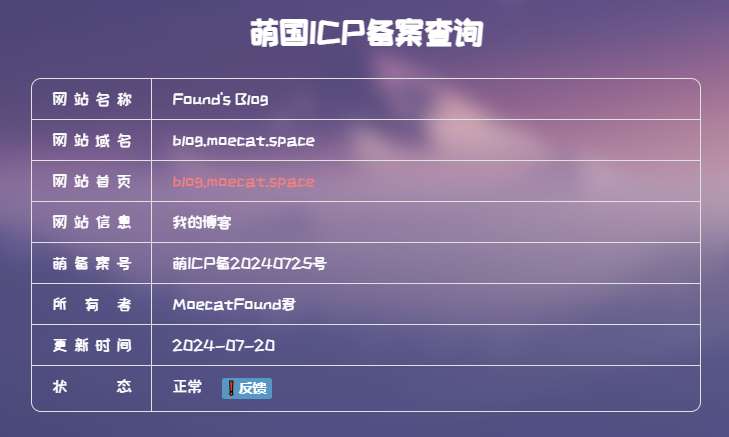 萌国ICP备案查询
网站名称 Found's Blog
网站域名 blog.moecat.space
网站首页 blog.moecat.space
网站信息 我的博客
萌备案号 萌ICP备20240725号
所有者 MoecatFound君
更新时间 2024-07-20
状态 正常 ❗反馈